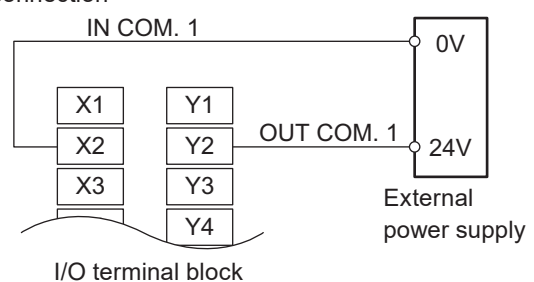 IN COM. 1
0V
X1
Y1
X2
Y2
OUT COM. 1
24V
X3
Y3
Y4
External
power supply
I/O terminal block